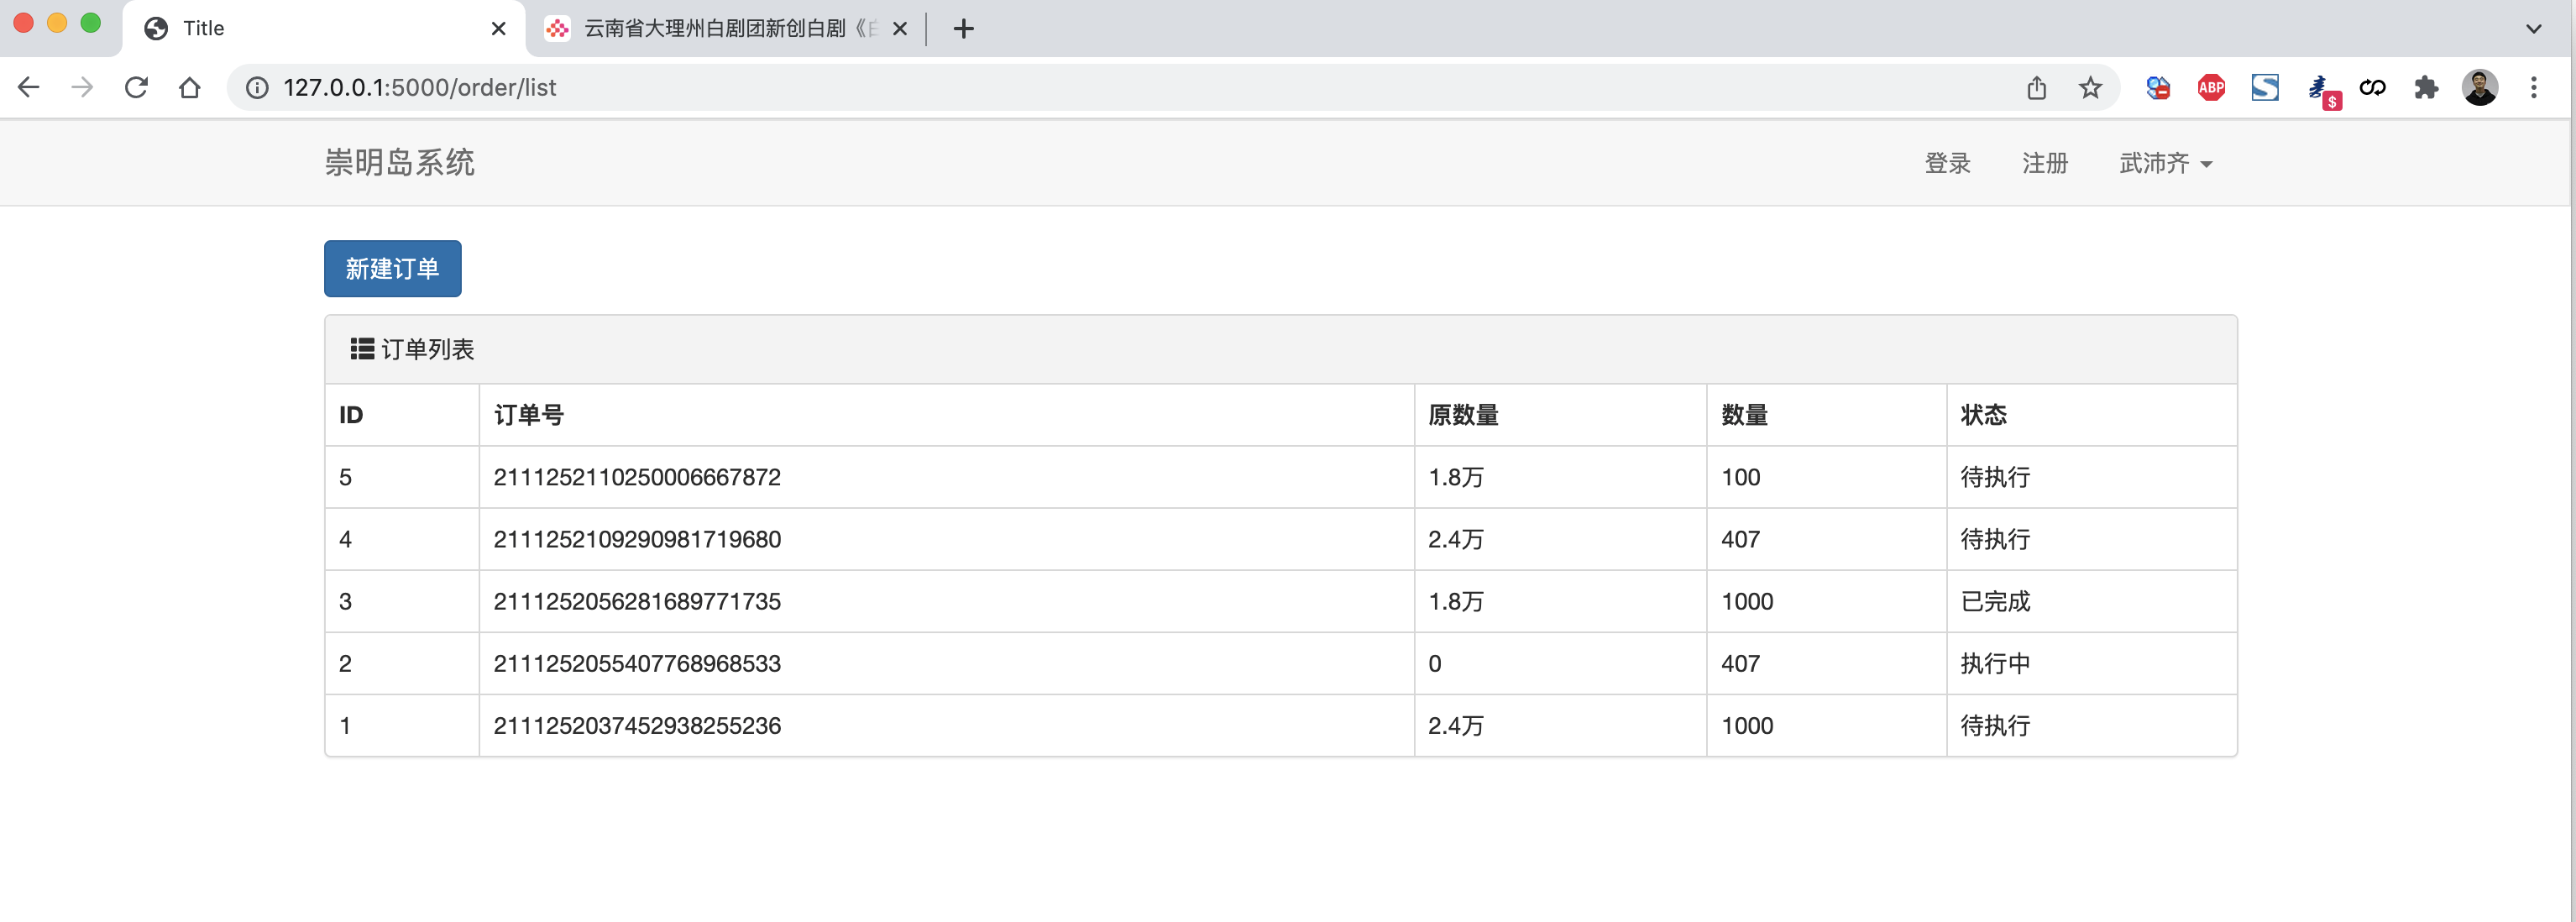 Title 云南省大理州白剧团新创白剧《
127.0.0.1:5000/order/list ABP $
崇明岛系统 登录 注册 武沛齐
新建订单
订单列表
ID 订单号 原数量 数量 状态
5 2111252110250006667872 1.8万 100 待执行
4 2111252109290981719680 2.4万 407 待执行
3 2111252056281689771735 1.8万 1000 已完成
2 2111252055407768968533 0 407 执行中
1 2111252037452938255236 2.4万 1000 待执行